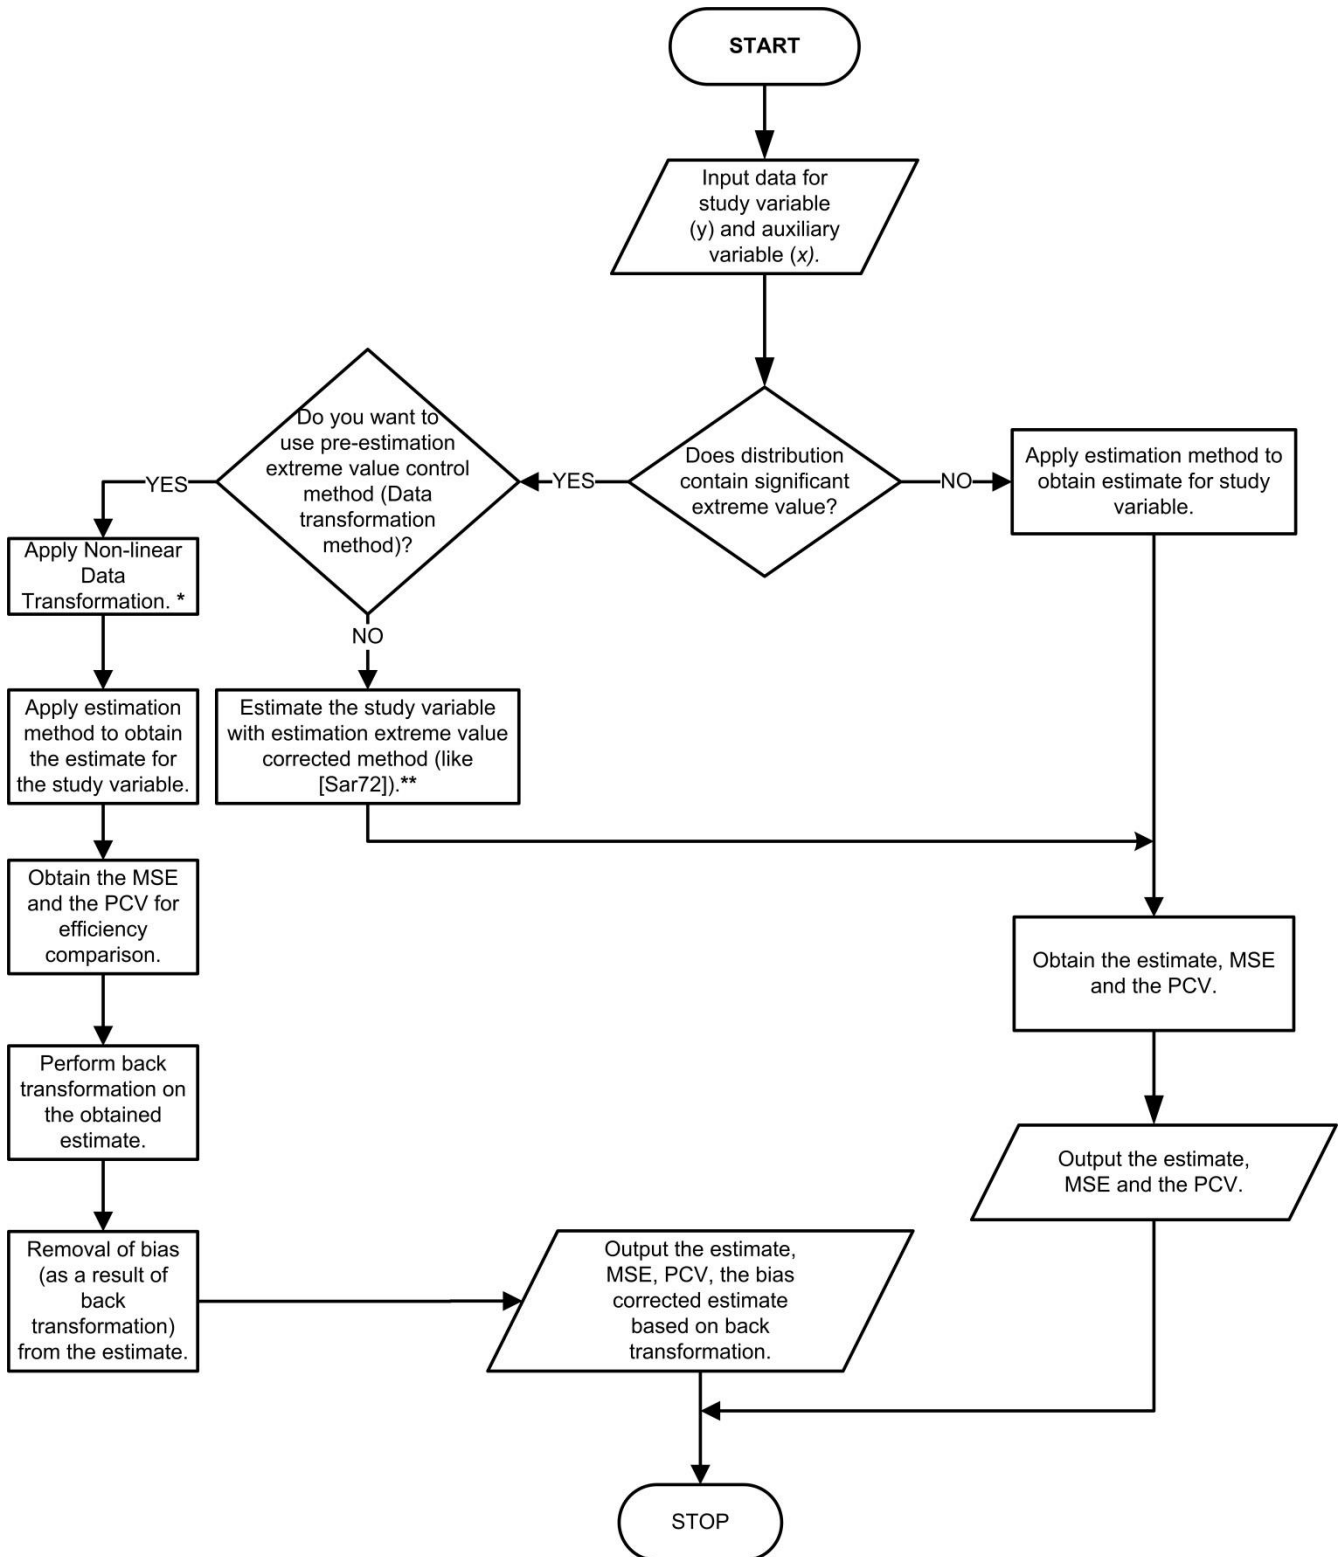 START
Input data for
study variable
(y) and auxiliary
variable (x).
Does distribution
contain significant
extreme value?
YES
NO
Do you want to
use pre-estimation
extreme value control
method (Data
transformation
method)?
YES
NO
Apply estimation method to
obtain estimate for study
variable.
Apply Non-linear
Data
Transformation. *
Apply estimation
method to obtain
the estimate for
the study variable.
Estimate the study variable
with estimation extreme value
corrected method (like
[Sar72]).**
Obtain the MSE
and the PCV for
efficiency
comparison.
Obtain the estimate, MSE
and the PCV.
Perform back
transformation on
the obtained
estimate.
Output the estimate,
MSE and the PCV.
Removal of bias
(as a result of
back
transformation)
from the estimate.
Output the estimate,
MSE, PCV, the bias
corrected estimate
based on back
transformation.
STOP